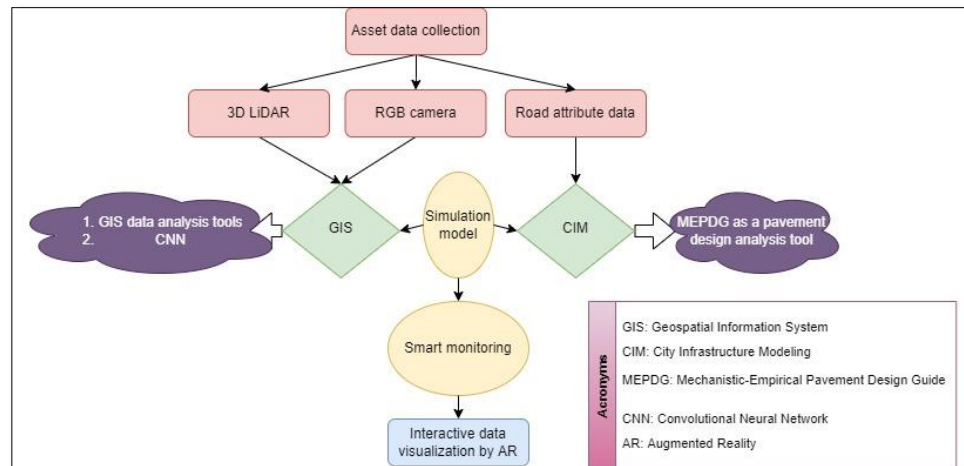 Asset data collection
3D LiDAR
RGB camera
Road attribute data
1. GIS data analysis tools
2. CNN
GIS
Simulation
model
CIM
MEPDG as a pavement
design analysis tool
Smart monitoring
Interactive data
visualization by AR
Acronyms
GIS: Geospatial Information System
CIM: City Infrastructure Modeling
MEPDG: Mechanistic-Empirical Pavement Design Guide
CNN: Convolutional Neural Network
AR: Augmented Reality